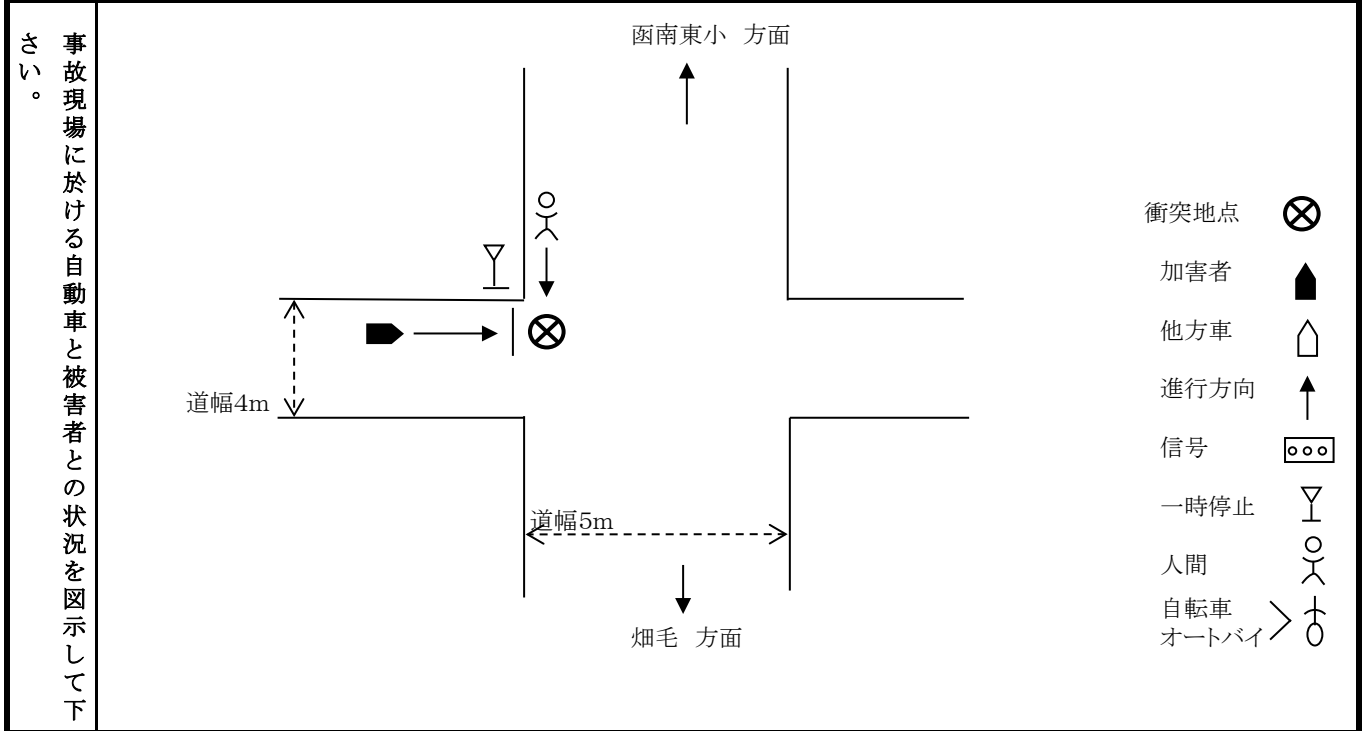 事故現場に於ける自動車と被害者との状況を図示して下
さい。
函南東小 方面
道幅4m
道幅5m
畑毛 方面
衝突地点
加害者
他方車
進行方向
信号
一時停止
人間
自転車
オートバイ